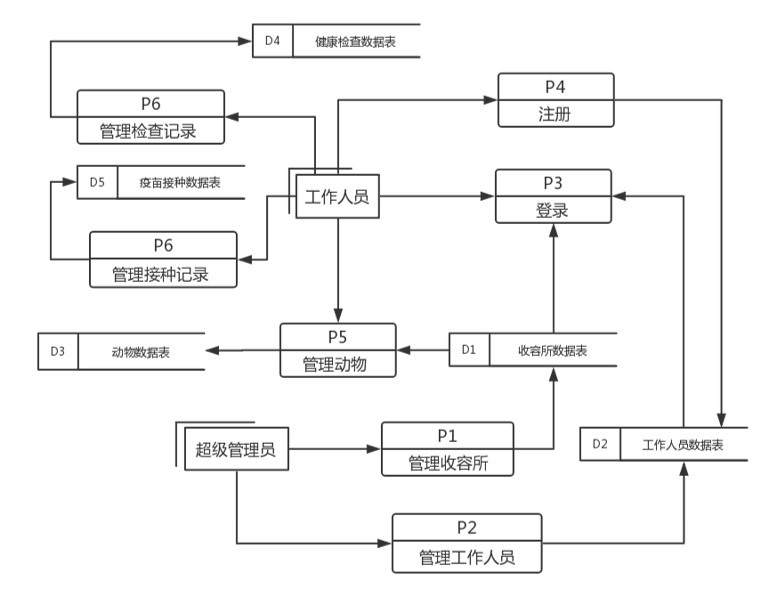 D4 健康检查数据表
P6
管理检查记录
P4
注册
D5 疫苗接种数据表
工作人员
P3
登录
P6
管理接种记录
D3 动物数据表
P5
管理动物
D1 收容所数据表
超级管理员
P1
管理收容所
D2 工作人员数据表
P2
管理工作人员